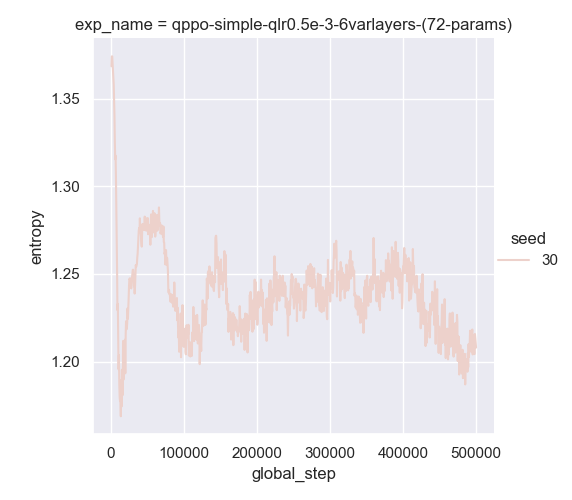 exp_name = qppo-simple-qlr0.5e-3-6varlayers-(72-params)
1.35
1.30
1.25
1.20
entropy
0 100000 200000 300000 400000 500000
global_step
seed
30